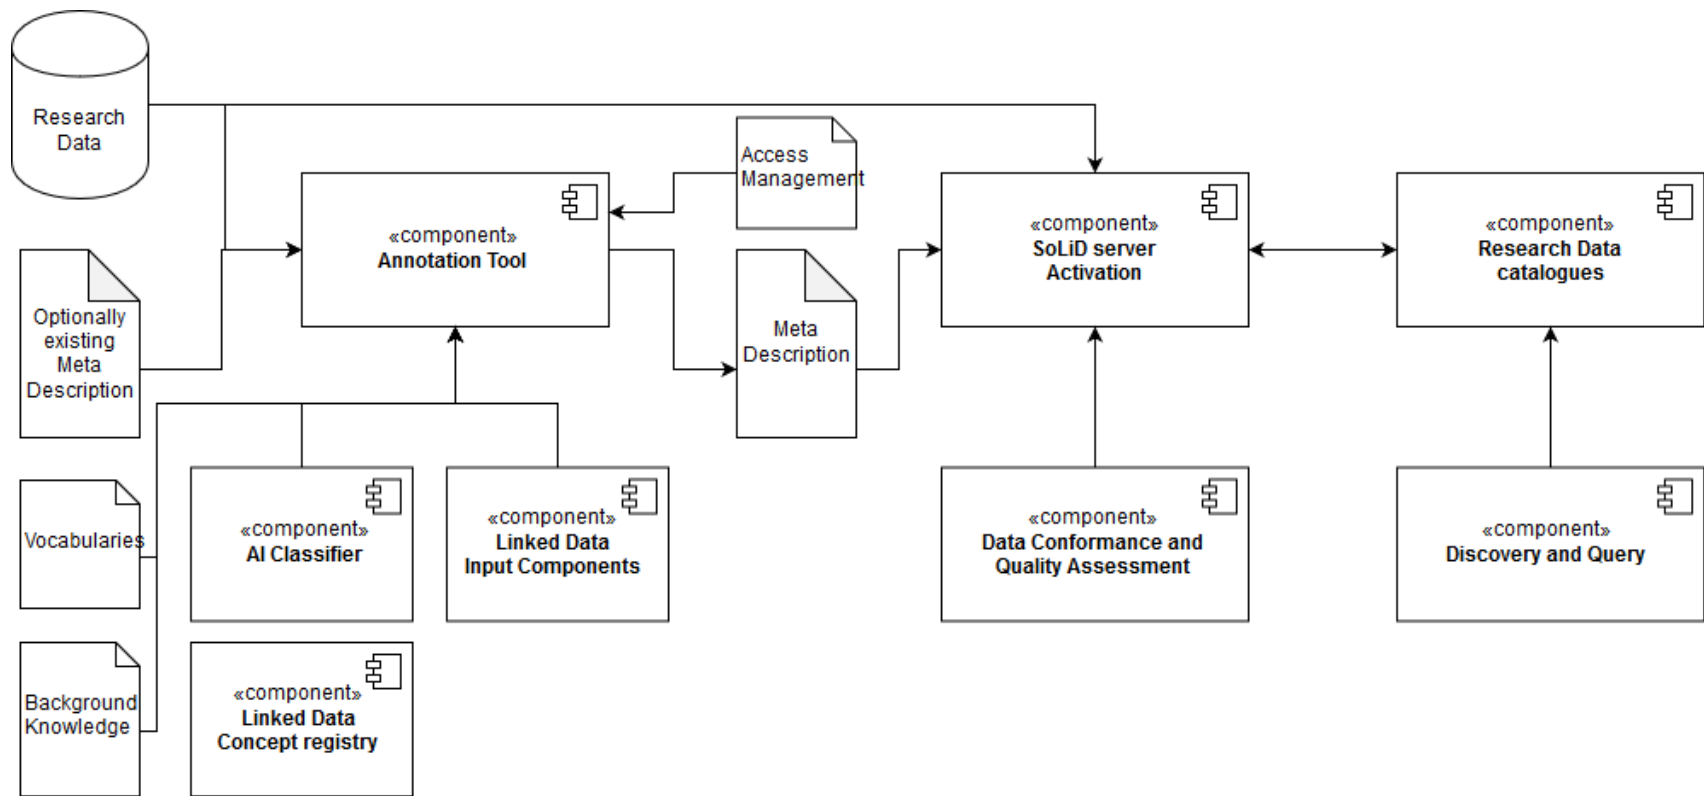 Research
Data
Access
Management
«component»
Annotation Tool
«component»
SoLiD server
Activation
«component»
Research Data
catalogues
Optionally
existing
Meta
Description
Meta
Description
Vocabularies
«component»
AI Classifier
«component»
Linked Data
Input Components
«component»
Data Conformance and
Quality Assessment
«component»
Discovery and Query
Background
Knowledge
«component»
Linked Data
Concept registry